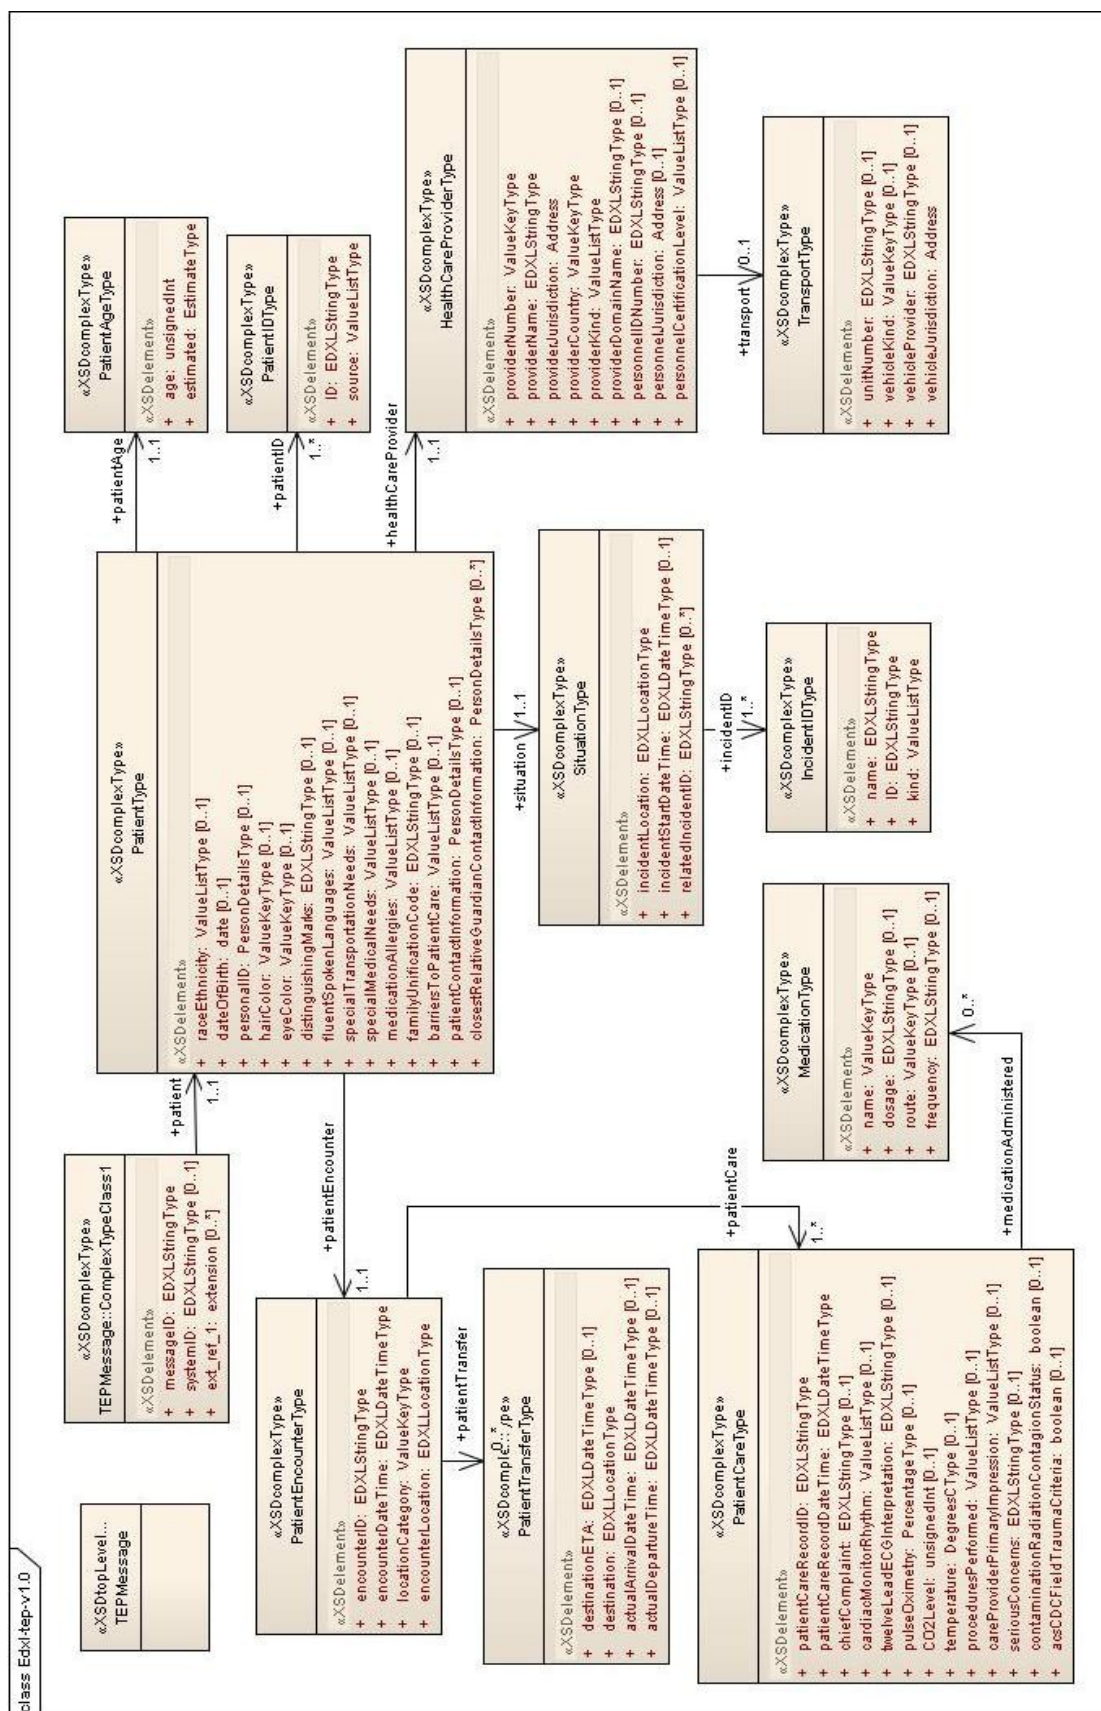 class Edxl-tep-v1.0
«XSDtopLevel...
TEPMessage
«XSDcomplexType»
TEPMessage::ComplexTypeClass1
«XSDelement»
+ messageID: EDXLStringType
+ systemID: EDXLStringType [0..1]
+ ext_ref_1: extension [0..*]
+patient
1..1
«XSDcomplexType»
PatientType
«XSDelement»
+ raceEthnicity: ValueListType [0..1]
+ dateOfBirth: date [0..1]
+ personalID: PersonDetailsType [0..1]
+ hairColor: ValueKeyType [0..1]
+ eyeColor: ValueKeyType [0..1]
+ distinguishingMarks: EDXLStringType [0..1]
+ fluentSpokenLanguages: ValueListType [0..1]
+ specialTransportationNeeds: ValueListType [0..1]
+ specialMedicalNeeds: ValueListType [0..1]
+ medicationAllergies: ValueListType [0..1]
+ familyUnificationCode: EDXLStringType [0..1]
+ barriersToPatientCare: ValueListType [0..1]
+ patientContactInformation: PersonDetailsType [0..1]
+ closestRelativeGuardianContactInformation: PersonDetailsType [0..*]
+patientAge
1..1
«XSDcomplexType»
PatientAgeType
«XSDelement»
+ age: unsignedInt
+ estimated: EstimateType
+patientID
1..*
«XSDcomplexType»
PatientIDType
«XSDelement»
+ ID: EDXLStringType
+ source: ValueListType
+healthCareProvider
1..1
«XSDcomplexType»
HealthCareProviderType
«XSDelement»
+ providerNumber: ValueKeyType
+ providerName: EDXLStringType
+ providerJurisdiction: Address
+ providerCountry: ValueKeyType
+ providerKind: ValueListType
+ providerDomainName: EDXLStringType [0..1]
+ personnelIDNumber: EDXLStringType [0..1]
+ personnelJurisdiction: Address [0..1]
+ personnelCertificationLevel: ValueListType [0..1]
+transport
0..1
«XSDcomplexType»
TransportType
«XSDelement»
+ unitNumber: EDXLStringType [0..1]
+ vehicleKind: ValueKeyType [0..1]
+ vehicleProvider: EDXLStringType [0..1]
+ vehicleJurisdiction: Address
+situation
1..1
«XSDcomplexType»
SituationType
«XSDelement»
+ incidentLocation: EDXLLocationType
+ incidentStartDateTime: EDXLDateTimeType [0..1]
+ relatedIncidentID: EDXLStringType [0..*]
+incidentID
1..*
«XSDcomplexType»
IncidentIDType
«XSDelement»
+ name: EDXLStringType
+ ID: EDXLStringType
+ kind: ValueListType
+patientEncounter
1..1
«XSDcomplexType»
PatientEncounterType
«XSDelement»
+ encounterID: EDXLStringType
+ encounterDateTime: EDXLDateTimeType
+ locationCategory: ValueKeyType
+ encounterLocation: EDXLLocationType
+patientTransfer
0..*
PatientTransferType
«XSDelement»
+ destinationETA: EDXLDateTimeType [0..1]
+ destination: EDXLLocationType
+ actualArrivalDateTime: EDXLDateTimeType [0..1]
+ actualDepartureTime: EDXLDateTimeType [0..1]
+patientCare
1..*
«XSDcomplexType»
PatientCareType
«XSDelement»
+ patientCareRecordID: EDXLStringType
+ patientCareRecordDateTime: EDXLDateTimeType
+ chiefComplaint: EDXLStringType [0..1]
+ cardiacMonitorRhythm: ValueListType [0..1]
+ twelveLeadECGInterpretation: EDXLStringType [0..1]
+ pulseOximetry: PercentageType [0..1]
+ CO2Level: unsignedInt [0..1]
+ temperature: DegreesCType [0..1]
+ proceduresPerformed: ValueListType [0..1]
+ careProviderPrimaryImpression: ValueListType [0..1]
+ seriousConcerns: EDXLStringType [0..1]
+ contaminationRadiationContagionStatus: boolean [0..1]
+ acsCDCFieldTraumaCriteria: boolean [0..1]
+medicationAdministered
0..*
«XSDcomplexType»
MedicationType
«XSDelement»
+ name: ValueKeyType
+ dosage: EDXLStringType [0..1]
+ route: ValueKeyType [0..1]
+ frequency: EDXLStringType [0..1]